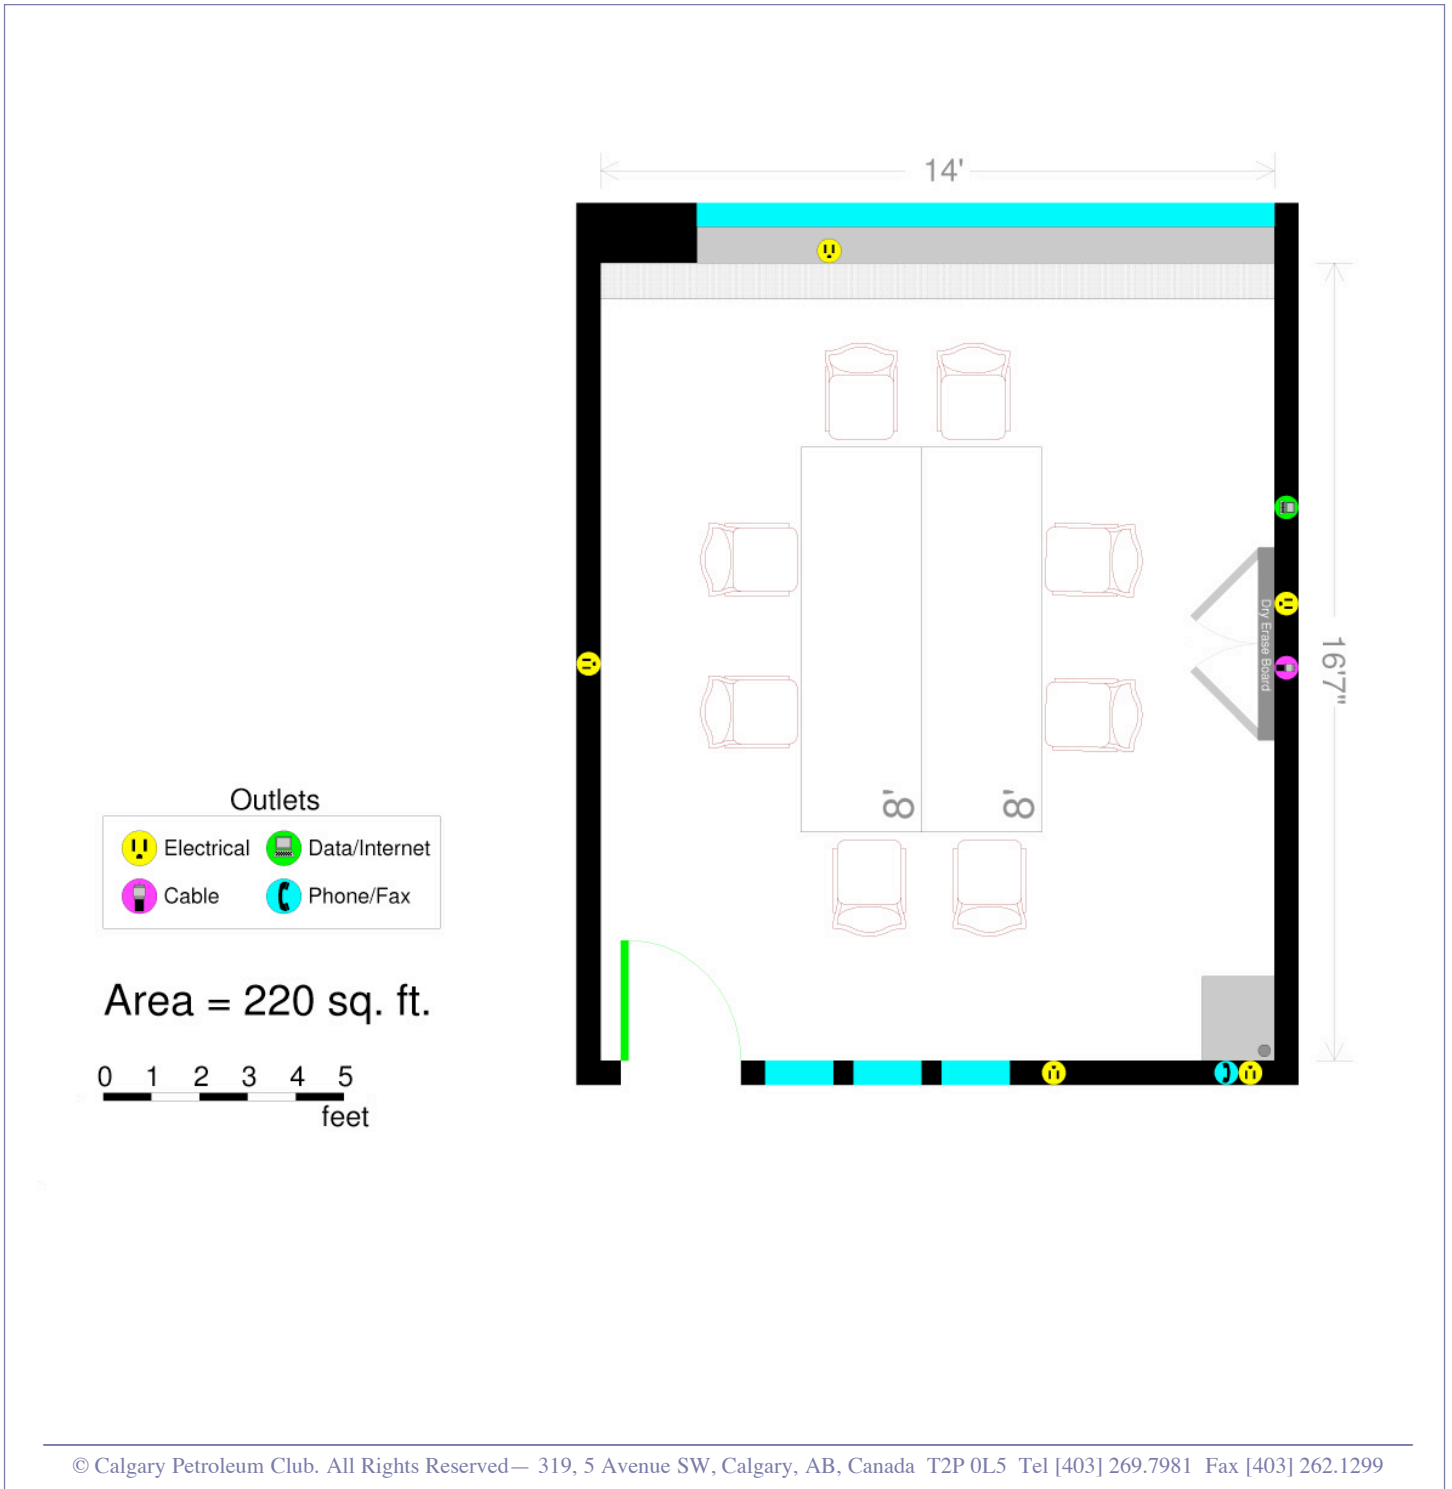 14'
16'7"
Dry Erase Board
8'
8'
Outlets
Electrical
Data/Internet
Cable
Phone/Fax
Area = 220 sq. ft.
0 1 2 3 4 5
feet
© Calgary Petroleum Club. All Rights Reserved— 319, 5 Avenue SW, Calgary, AB, Canada T2P 0L5 Tel [403] 269.7981 Fax [403] 262.1299